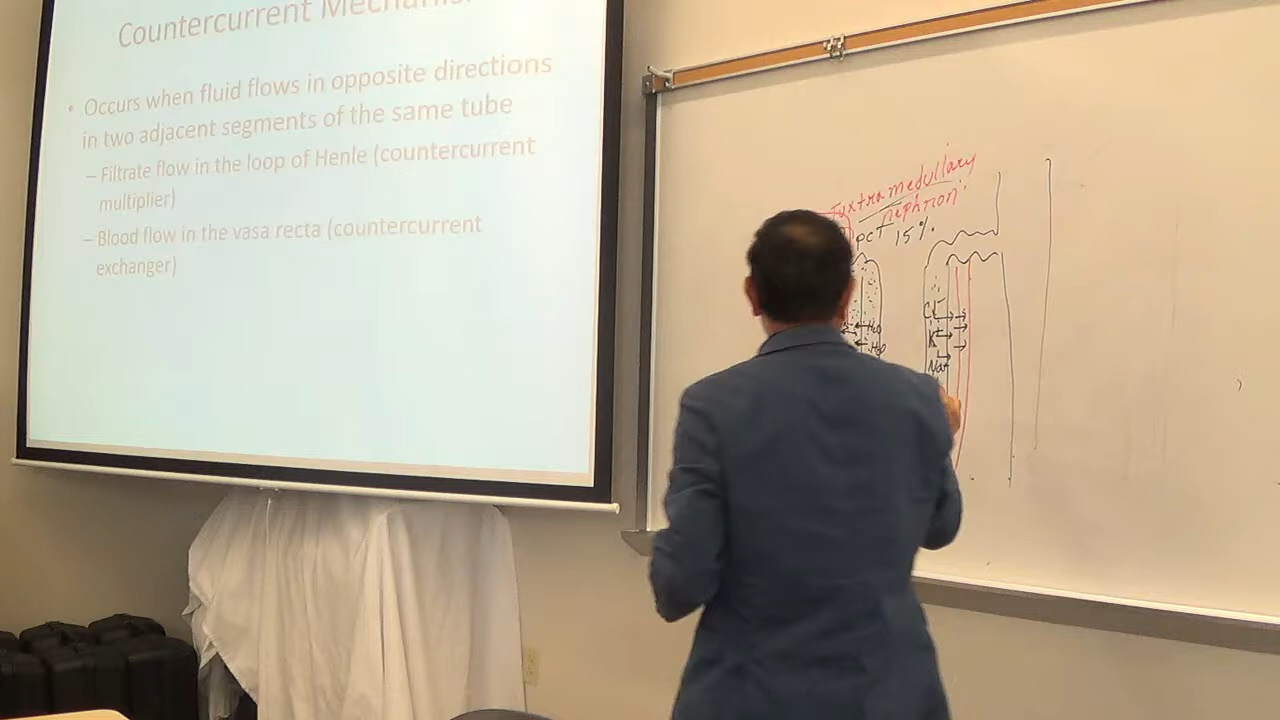 Countercurrent Mechanis
• Occurs when fluid flows in opposite directions
in two adjacent segments of the same tube
– Filtrate flow in the loop of Henle (countercurrent
multiplier)
– Blood flow in the vasa recta (countercurrent
exchanger)
Juxtramedullary
nephron
PCT 15%
Cl-
K+
Na+
H2O
H2O